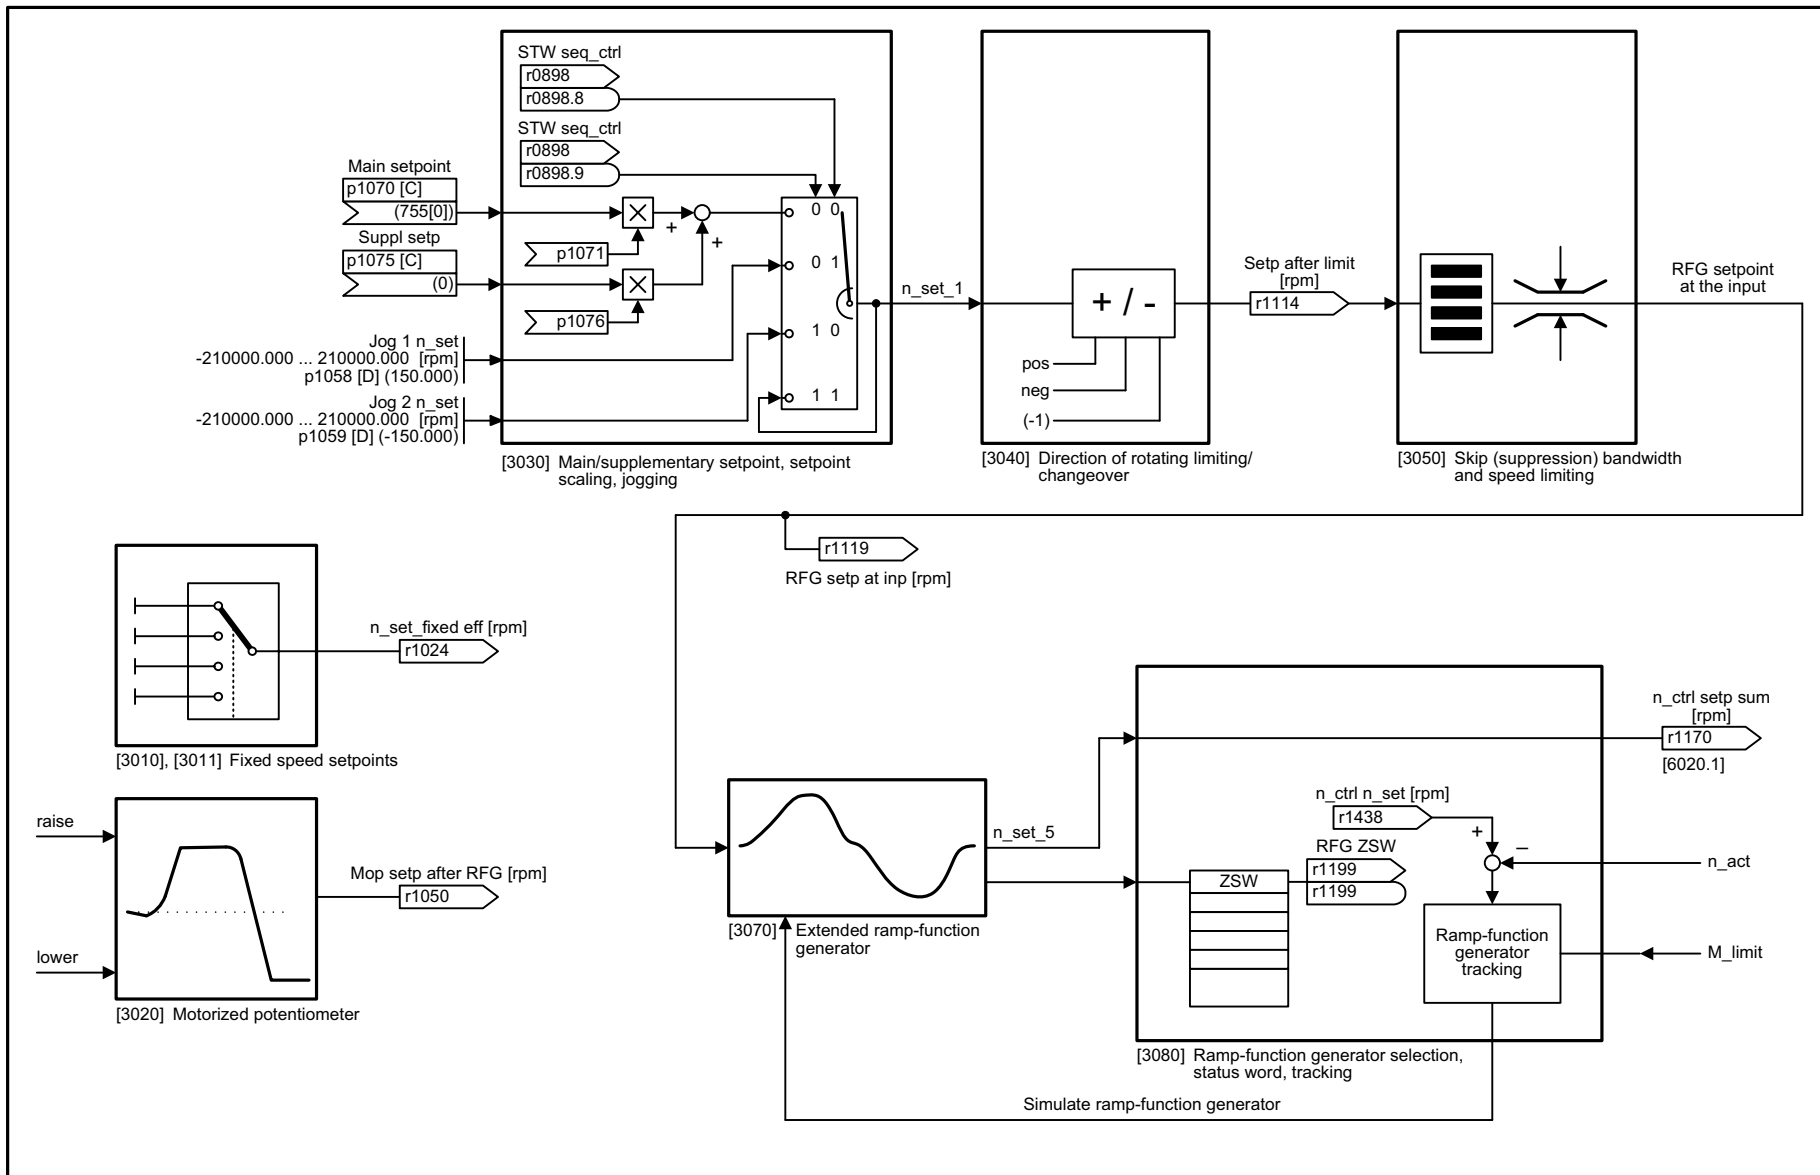 STW seq_ctrl
r0898
r0898.8
STW seq_ctrl
r0898
r0898.9
Main setpoint
p1070 [C]
(755[0])
Suppl setp
p1075 [C]
(0)
p1071
p1076
+
+
0 0
0 1
1 0
1 1
Jog 1 n_set
-210000.000 ... 210000.000 [rpm]
p1058 [D] (150.000)
Jog 2 n_set
-210000.000 ... 210000.000 [rpm]
p1059 [D] (-150.000)
[3030] Main/supplementary setpoint, setpoint
scaling, jogging
n_set_1
+ / -
pos
neg
(-1)
[3040] Direction of rotating limiting/
changeover
Setp after limit
[rpm]
r1114
[3050] Skip (suppression) bandwidth
and speed limiting
RFG setpoint
at the input
r1119
RFG setp at inp [rpm]
n_set_fixed eff [rpm]
r1024
[3010], [3011] Fixed speed setpoints
raise
lower
Mop setp after RFG [rpm]
r1050
[3020] Motorized potentiometer
n_set_5
[3070] Extended ramp-function
generator
n_ctrl setp sum
[rpm]
r1170
[6020.1]
n_ctrl n_set [rpm]
r1438
+
–
n_act
RFG ZSW
r1199
r1199
ZSW
Ramp-function
generator
tracking
M_limit
[3080] Ramp-function generator selection,
status word, tracking
Simulate ramp-function generator